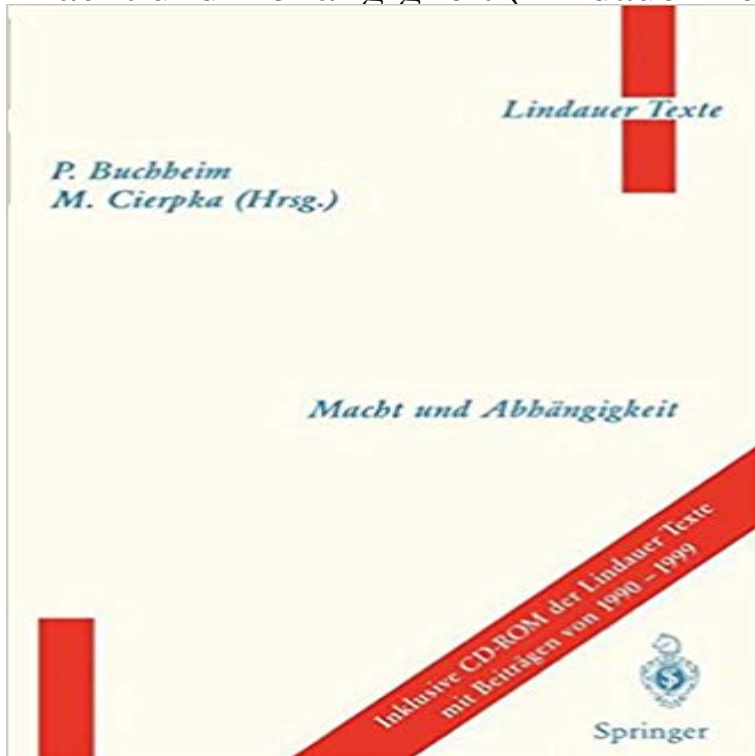 Lindauer Texte
P. Buchheim
M. Cierpka (Hrsg.)
Macht und Abhängigkeit
Inklusive CD-ROM der Lindauer Texte
mit Beiträgen von 1990 – 1999
Springer